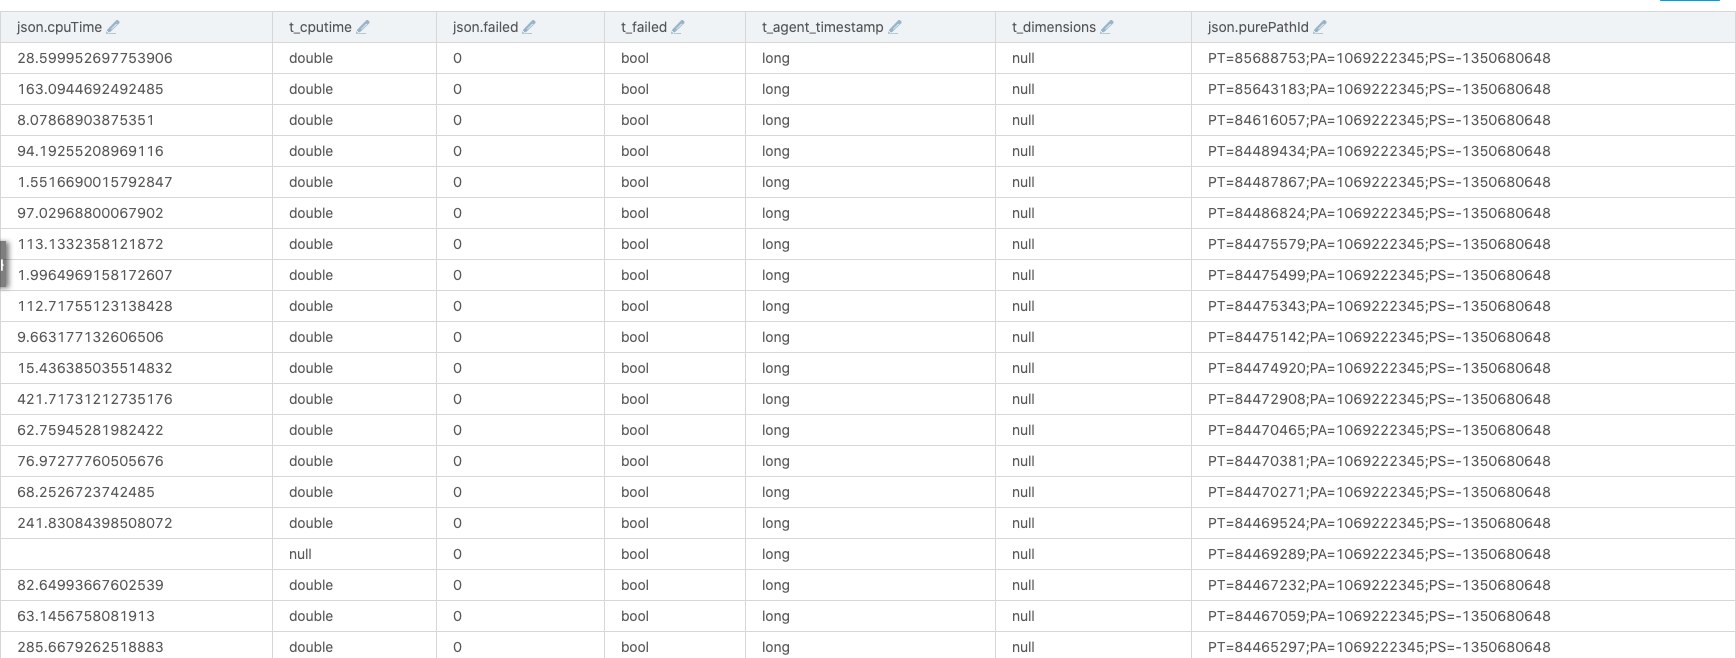 json.cpuTime t_cputime json.failed t_failed t_agent_timestamp t_dimensions json.purePathId
28.599952697753906 double 0 bool long null PT=85688753;PA=1069222345;PS=-1350680648
163.0944692492485 double 0 bool long null PT=85643183;PA=1069222345;PS=-1350680648
8.07868903875351 double 0 bool long null PT=84616057;PA=1069222345;PS=-1350680648
94.19255208969116 double 0 bool long null PT=84489434;PA=1069222345;PS=-1350680648
1.5516690015792847 double 0 bool long null PT=84487867;PA=1069222345;PS=-1350680648
97.02968800067902 double 0 bool long null PT=84486824;PA=1069222345;PS=-1350680648
113.1332358121872 double 0 bool long null PT=84475579;PA=1069222345;PS=-1350680648
1.9964969158172607 double 0 bool long null PT=84475499;PA=1069222345;PS=-1350680648
112.71755123138428 double 0 bool long null PT=84475343;PA=1069222345;PS=-1350680648
9.663177132606506 double 0 bool long null PT=84475142;PA=1069222345;PS=-1350680648
15.436385035514832 double 0 bool long null PT=84474920;PA=1069222345;PS=-1350680648
421.71731212735176 double 0 bool long null PT=84472908;PA=1069222345;PS=-1350680648
62.75945281982422 double 0 bool long null PT=84470465;PA=1069222345;PS=-1350680648
76.97277760505676 double 0 bool long null PT=84470381;PA=1069222345;PS=-1350680648
68.2526723742485 double 0 bool long null PT=84470271;PA=1069222345;PS=-1350680648
241.83084398508072 double 0 bool long null PT=84469524;PA=1069222345;PS=-1350680648
null 0 bool long null PT=84469289;PA=1069222345;PS=-1350680648
82.64993667602539 double 0 bool long null PT=84467232;PA=1069222345;PS=-1350680648
63.1456758081913 double 0 bool long null PT=84467059;PA=1069222345;PS=-1350680648
285.6679262518883 double 0 bool long null PT=84465297;PA=1069222345;PS=-1350680648